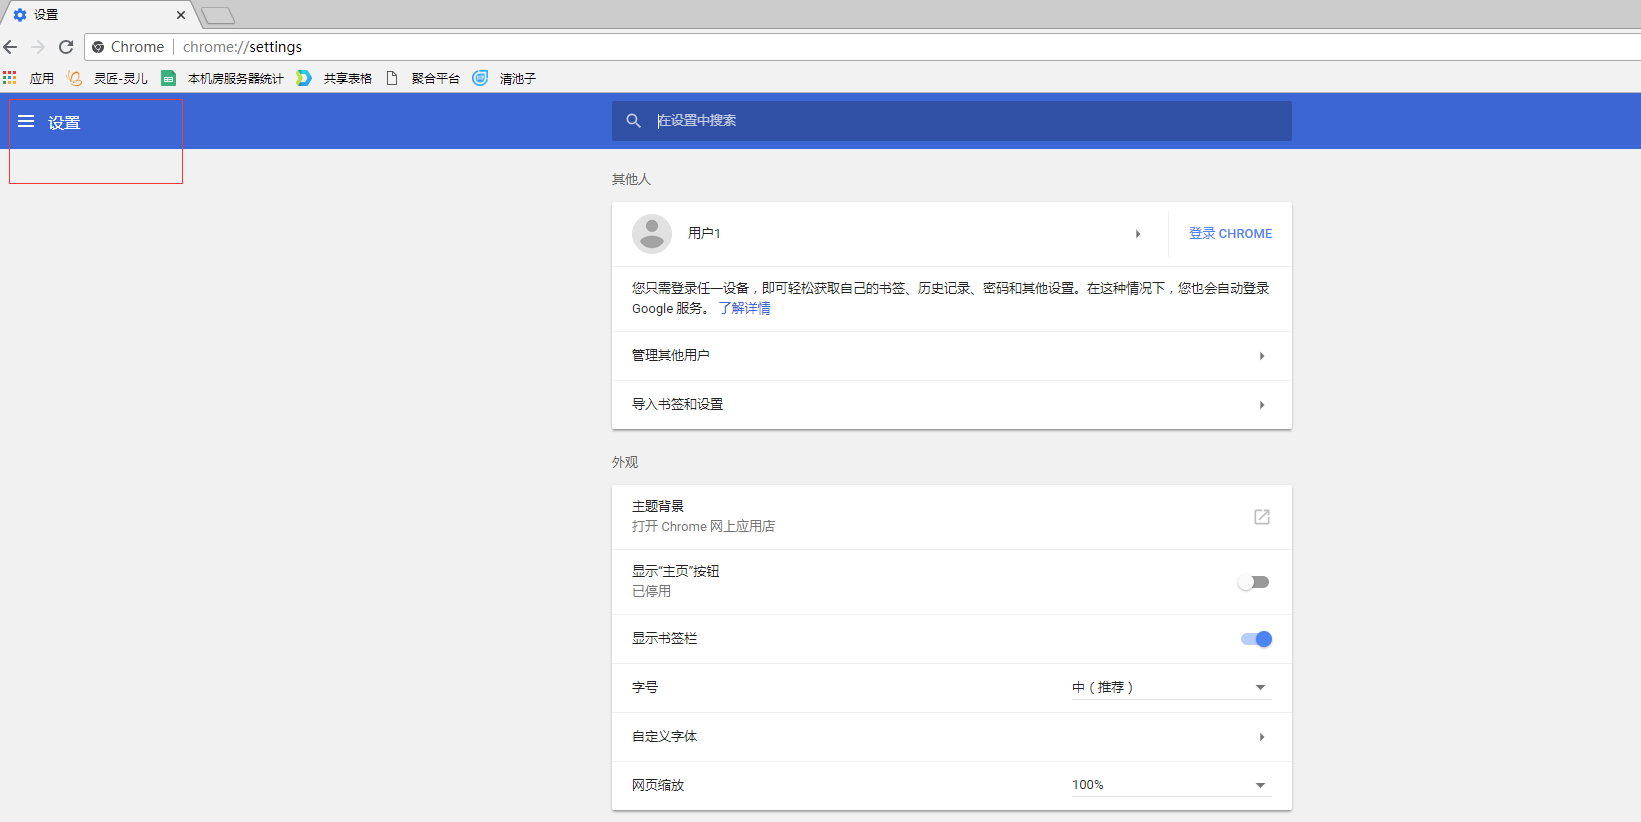 设置
Chrome chrome://settings
应用 灵匠-灵儿 本机房服务器统计 共享表格 聚合平台 清池子
设置 在设置中搜索
其他人
用户1 登录 CHROME
您只需登录任一设备，即可轻松获取自己的书签、历史记录、密码和其他设置。在这种情况下，您也会自动登录
Google 服务。 了解详情
管理其他用户
导入书签和设置
外观
主题背景
打开 Chrome 网上应用店
显示“主页”按钮
已停用
显示书签栏
字号 中（推荐）
自定义字体
网页缩放 100%